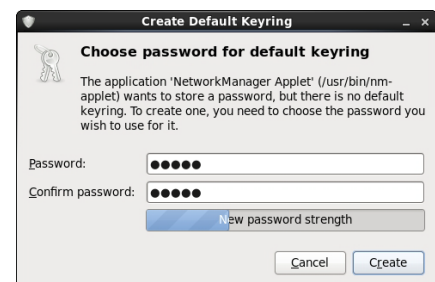 Create Default Keyring
Choose password for default keyring
The application 'NetworkManager Applet' (/usr/bin/nm-
applet) wants to store a password, but there is no default
keyring. To create one, you need to choose the password you
wish to use for it.
Password: ●●●●●
Confirm password: ●●●●●
New password strength
Cancel Create